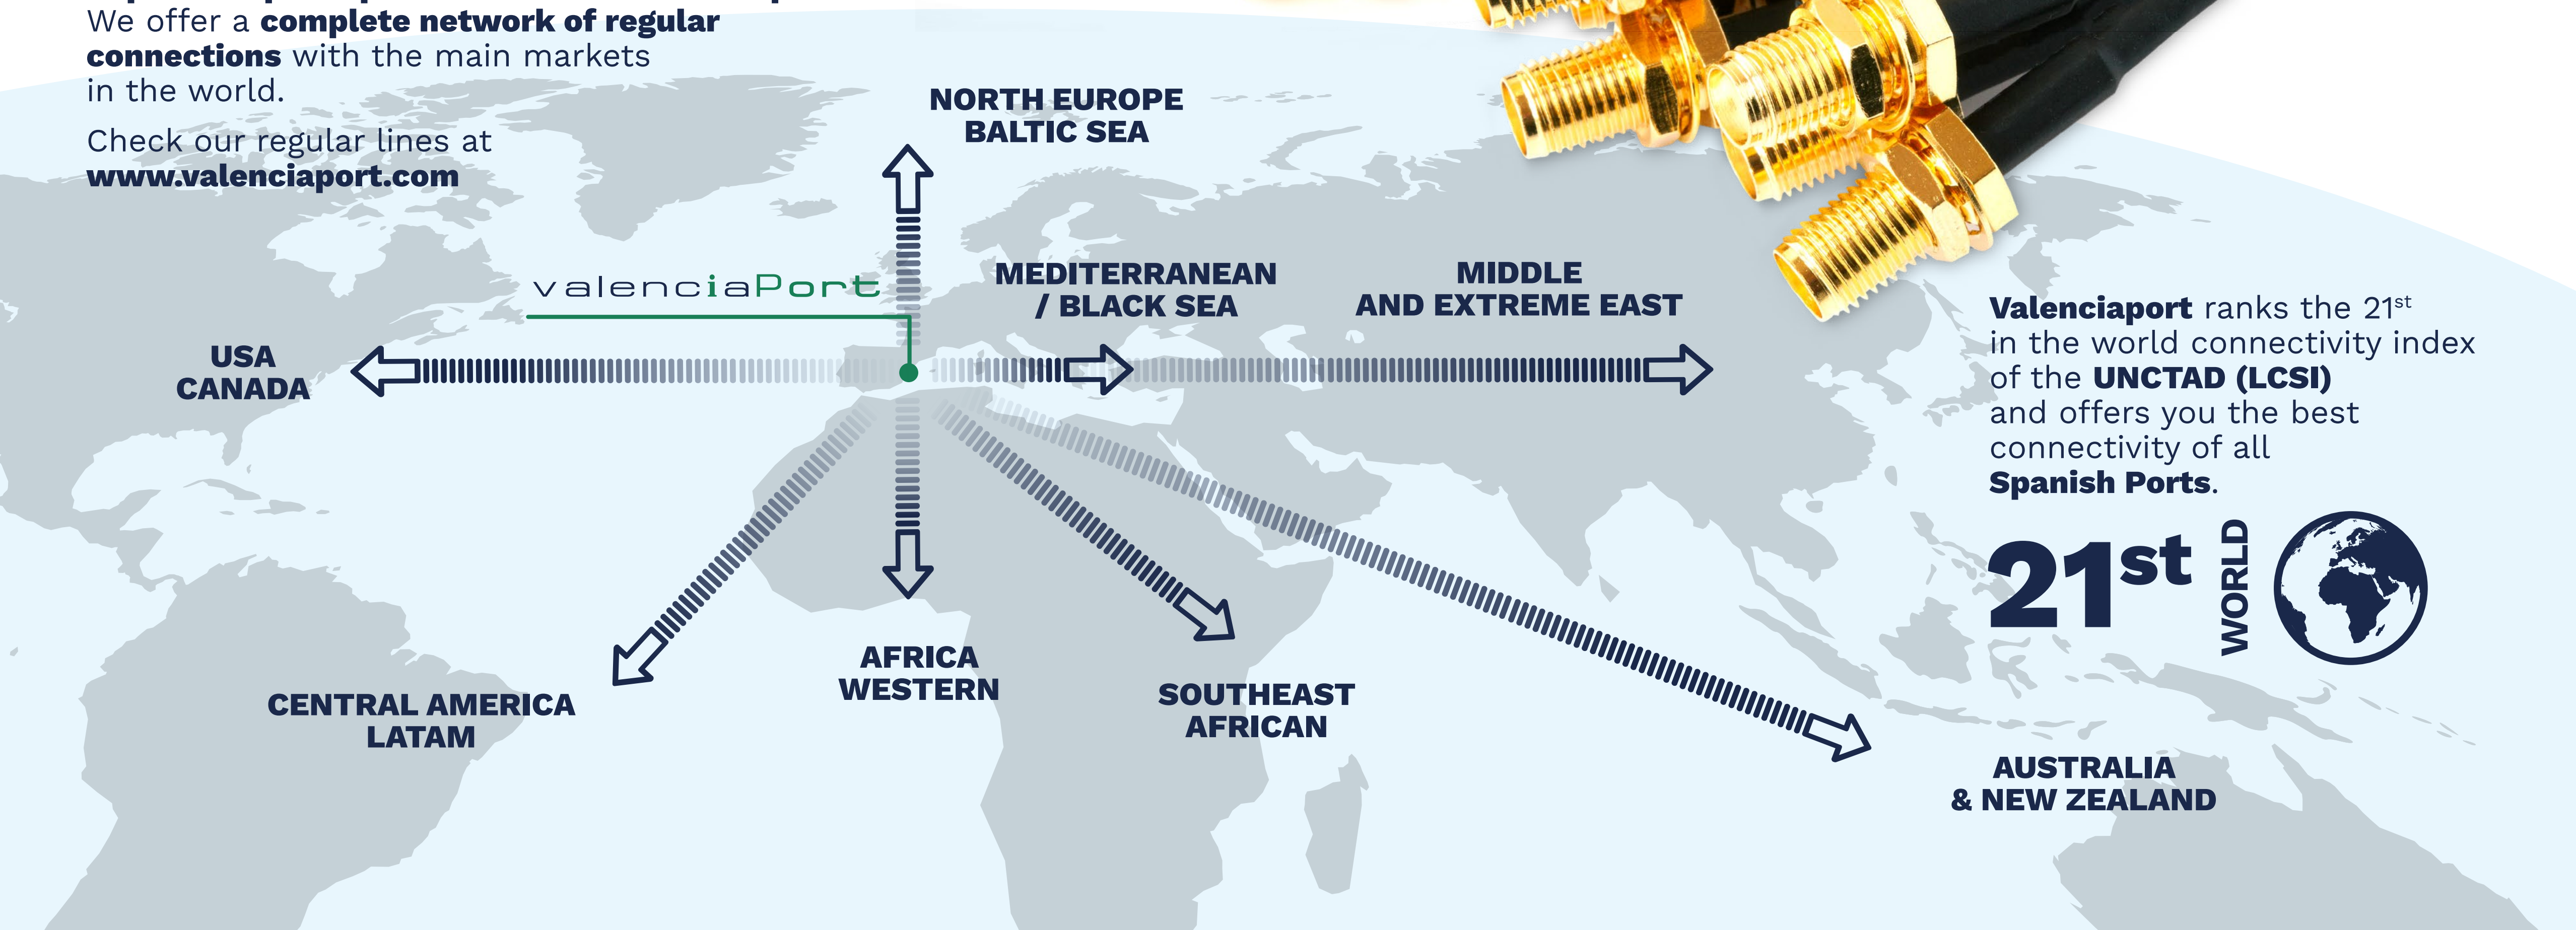 We offer a complete network of regular
connections with the main markets
in the world.
Check our regular lines at
www.valenciaport.com
NORTH EUROPE
BALTIC SEA
valenciaPort
MEDITERRANEAN
/ BLACK SEA
MIDDLE
AND EXTREME EAST
USA
CANADA
CENTRAL AMERICA
LATAM
AFRICA
WESTERN
SOUTHEAST
AFRICAN
AUSTRALIA
& NEW ZEALAND
Valenciaport ranks the 21st
in the world connectivity index
of the UNCTAD (LCSI)
and offers you the best
connectivity of all
Spanish Ports.
21st
WORLD